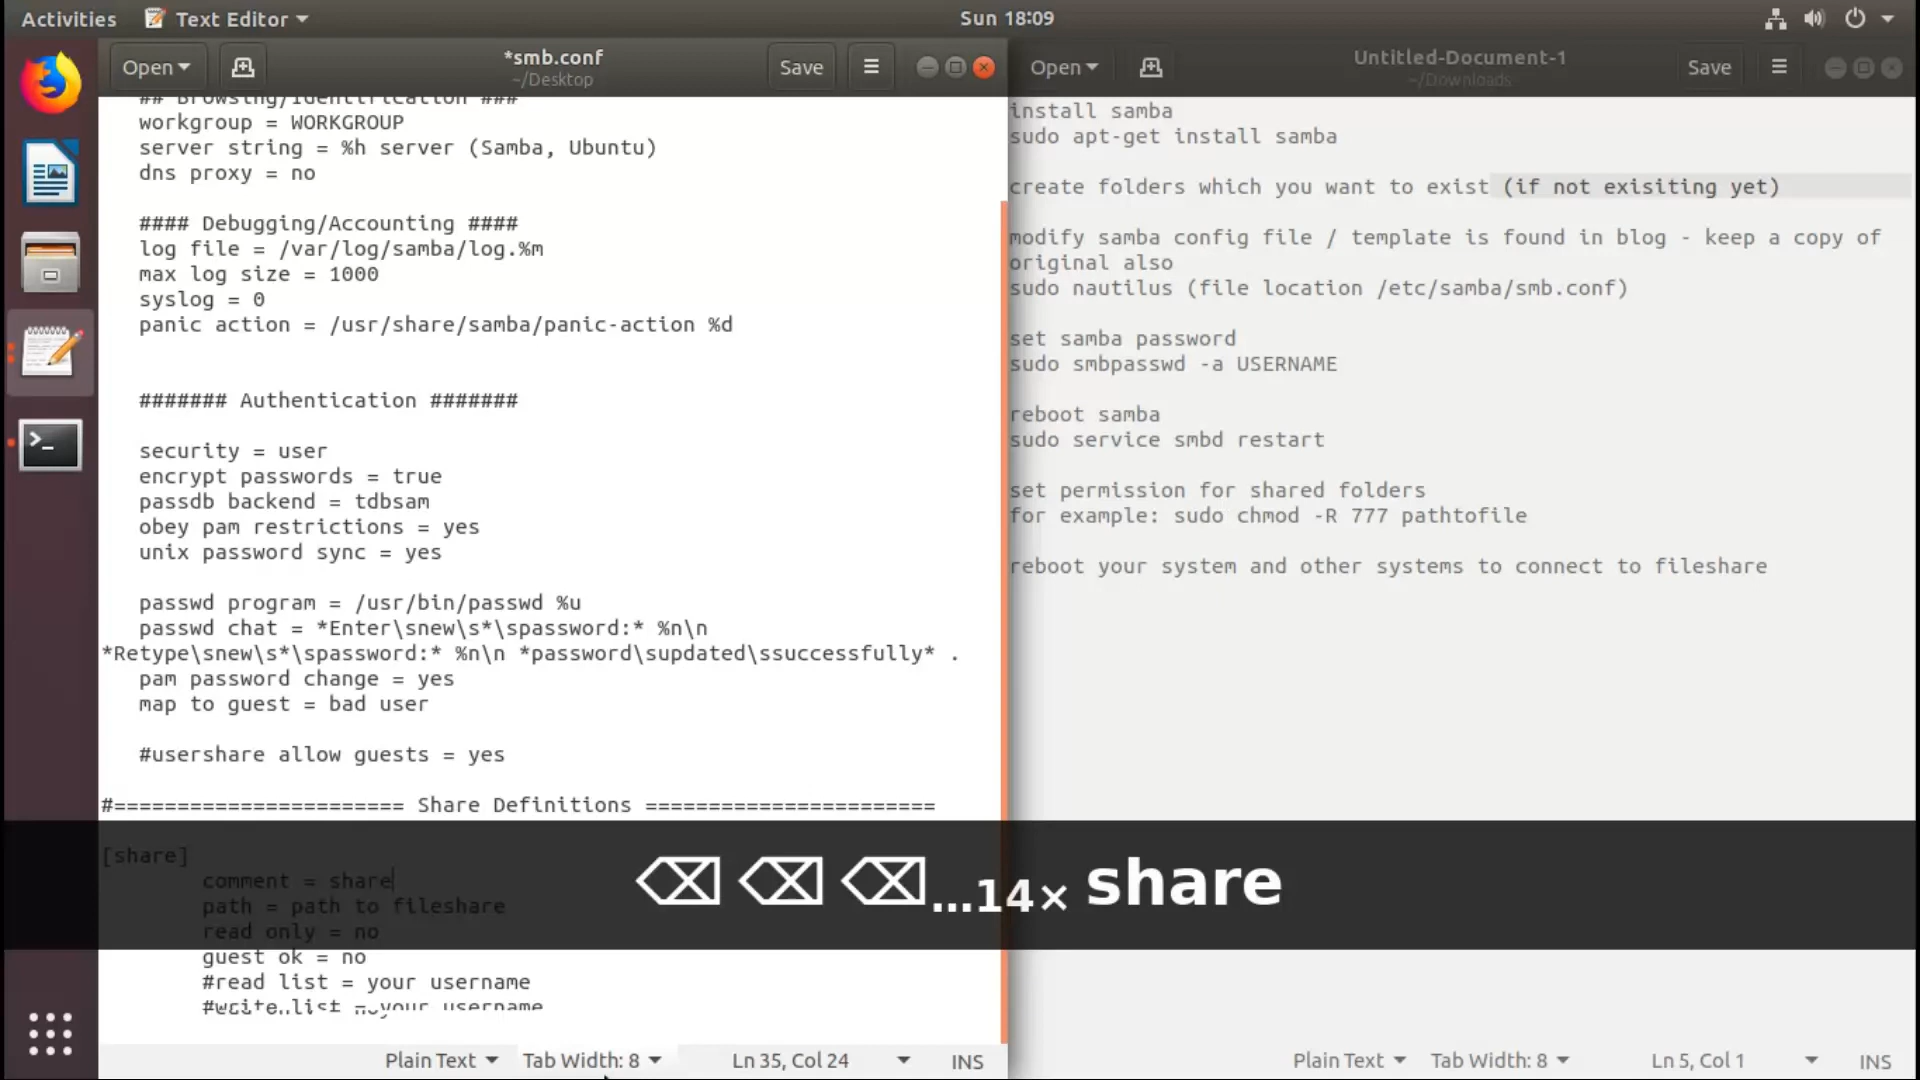 Activities
Text Editor
Sun 18:09
Open
*smb.conf
~/Desktop
Save
## Browsing/Identification ###
workgroup = WORKGROUP
server string = %h server (Samba, Ubuntu)
dns proxy = no
#### Debugging/Accounting ####
log file = /var/log/samba/log.%m
max log size = 1000
syslog = 0
panic action = /usr/share/samba/panic-action %d
####### Authentication #######
security = user
encrypt passwords = true
passdb backend = tdbsam
obey pam restrictions = yes
unix password sync = yes
passwd program = /usr/bin/passwd %u
passwd chat = *Enter\snew\s*\spassword:* %n\n
*Retype\snew\s*\spassword:* %n\n *password\supdated\ssuccessfully* .
pam password change = yes
map to guest = bad user
#usershare allow guests = yes
#======================= Share Definitions =======================
[share]
comment = share
path = path to fileshare
read only = no
guest ok = no
#read list = your username
#write list = your username
Plain Text
Tab Width: 8
Ln 35, Col 24
INS
Open
Untitled-Document-1
~/Downloads
Save
install samba
sudo apt-get install samba
create folders which you want to exist (if not exisiting yet)
modify samba config file / template is found in blog - keep a copy of
original also
sudo nautilus (file location /etc/samba/smb.conf)
set samba password
sudo smbpasswd -a USERNAME
reboot samba
sudo service smbd restart
set permission for shared folders
for example: sudo chmod -R 777 pathtofile
reboot your system and other systems to connect to fileshare
Plain Text
Tab Width: 8
Ln 5, Col 1
INS
⌫ ⌫ ⌫…14× share